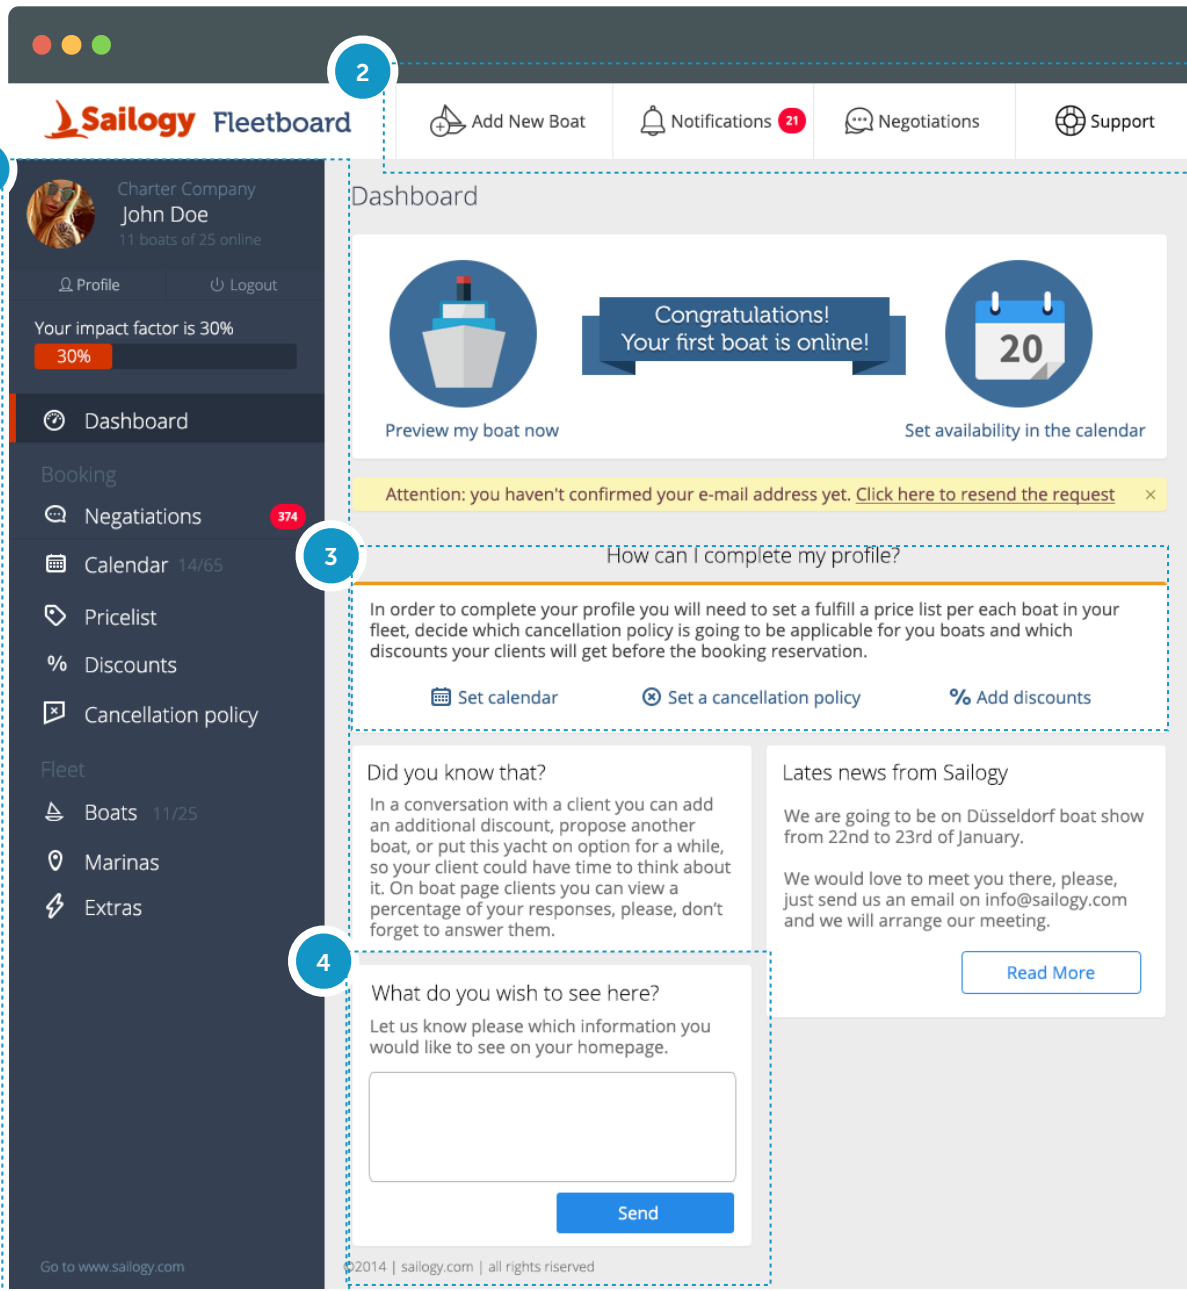 2
Sailogy Fleetboard
Add New Boat
Notifications 21
Negotiations
Support
Charter Company
John Doe
11 boats of 25 online
Profile
Logout
Your impact factor is 30%
30%
Dashboard
Booking
Negatiations 374
Calendar 14/65
Pricelist
% Discounts
Cancellation policy
Fleet
Boats 11/25
Marinas
Extras
Go to www.sailogy.com
Dashboard
Congratulations!
Your first boat is online!
20
Preview my boat now
Set availability in the calendar
Attention: you haven't confirmed your e-mail address yet. Click here to resend the request ×
3
How can I complete my profile?
In order to complete your profile you will need to set a fulfill a price list per each boat in your
fleet, decide which cancellation policy is going to be applicable for you boats and which
discounts your clients will get before the booking reservation.
Set calendar
Set a cancellation policy
% Add discounts
Did you know that?
In a conversation with a client you can add
an additional discount, propose another
boat, or put this yacht on option for a while,
so your client could have time to think about
it. On boat page clients you can view a
percentage of your responses, please, don't
forget to answer them.
Lates news from Sailogy
We are going to be on Düsseldorf boat show
from 22nd to 23rd of January.
We would love to meet you there, please,
just send us an email on info@sailogy.com
and we will arrange our meeting.
Read More
4
What do you wish to see here?
Let us know please which information you
would like to see on your homepage.
Send
©2014 | sailogy.com | all rights riserved